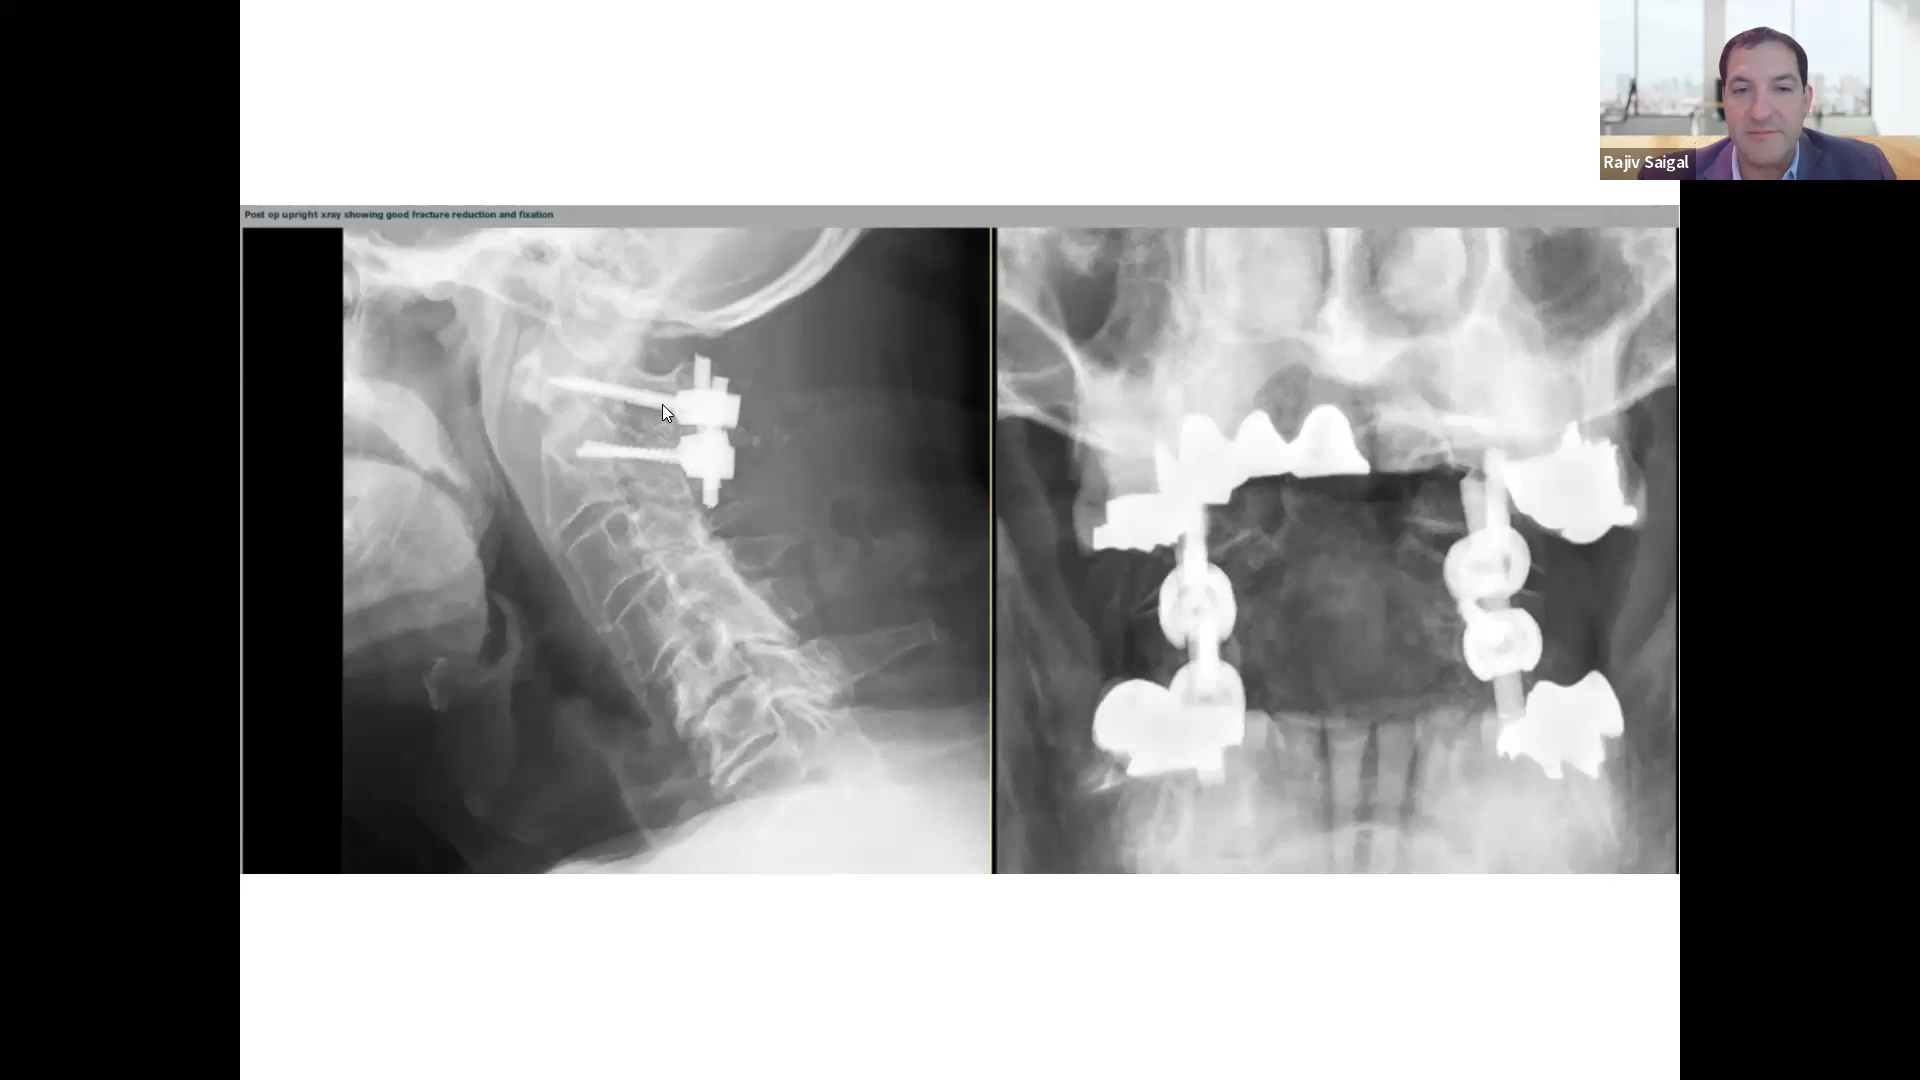 Rajiv Saigal
Post op upright xray showing good fracture reduction and fixation